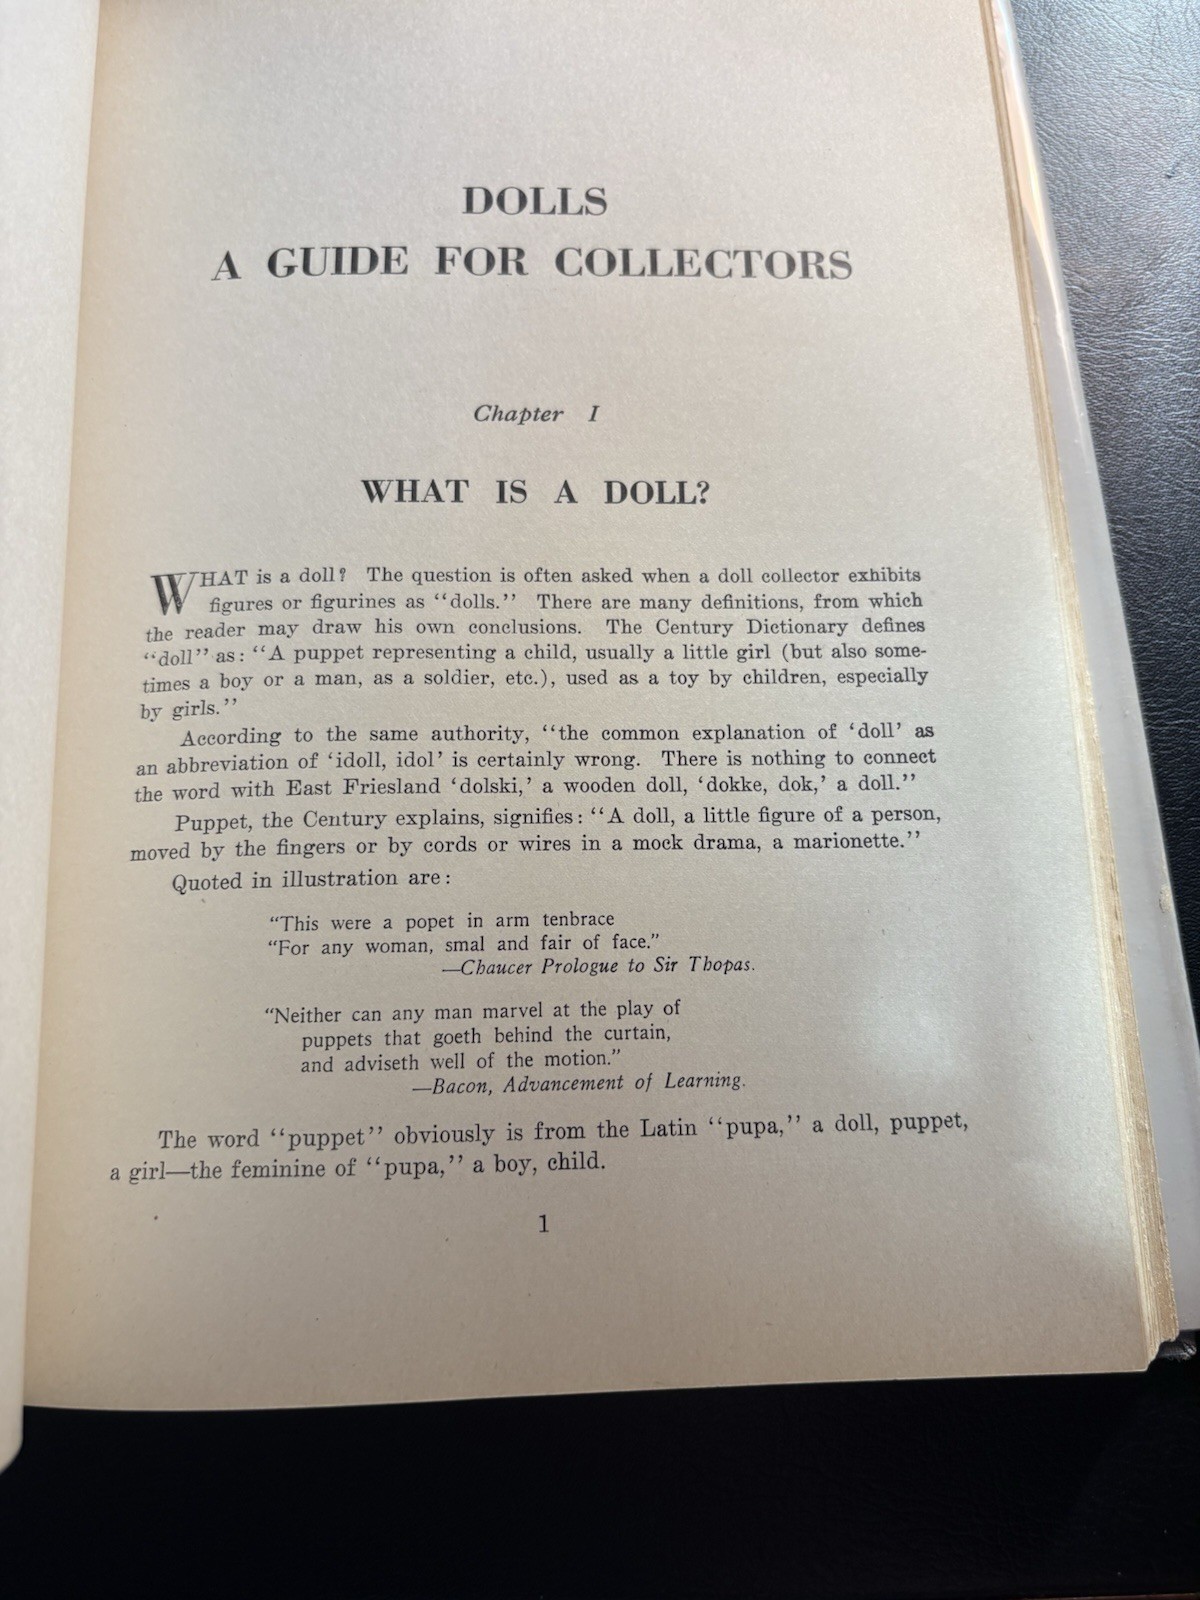 DOLLS
A GUIDE FOR COLLECTORS
Chapter I
WHAT IS A DOLL?
WHAT is a doll? The question is often asked when a doll collector exhibits
figures or figurines as “dolls.” There are many definitions, from which
the reader may draw his own conclusions. The Century Dictionary defines
“doll” as: “A puppet representing a child, usually a little girl (but also some-
times a boy or a man, as a soldier, etc.), used as a toy by children, especially
by girls.”
According to the same authority, “the common explanation of ‘doll’ as
an abbreviation of ‘idoll, idol’ is certainly wrong. There is nothing to connect
the word with East Friesland ‘dolski,’ a wooden doll, ‘dokke, dok,’ a doll.”
Puppet, the Century explains, signifies: “A doll, a little figure of a person,
moved by the fingers or by cords or wires in a mock drama, a marionette.”
Quoted in illustration are:
“This were a popet in arm tenbrace
“For any woman, smal and fair of face.”
—Chaucer Prologue to Sir Thopas.
“Neither can any man marvel at the play of
puppets that goeth behind the curtain,
and adviseth well of the motion.”
—Bacon, Advancement of Learning.
The word “puppet” obviously is from the Latin “pupa,” a doll, puppet,
a girl—the feminine of “pupa,” a boy, child.
1